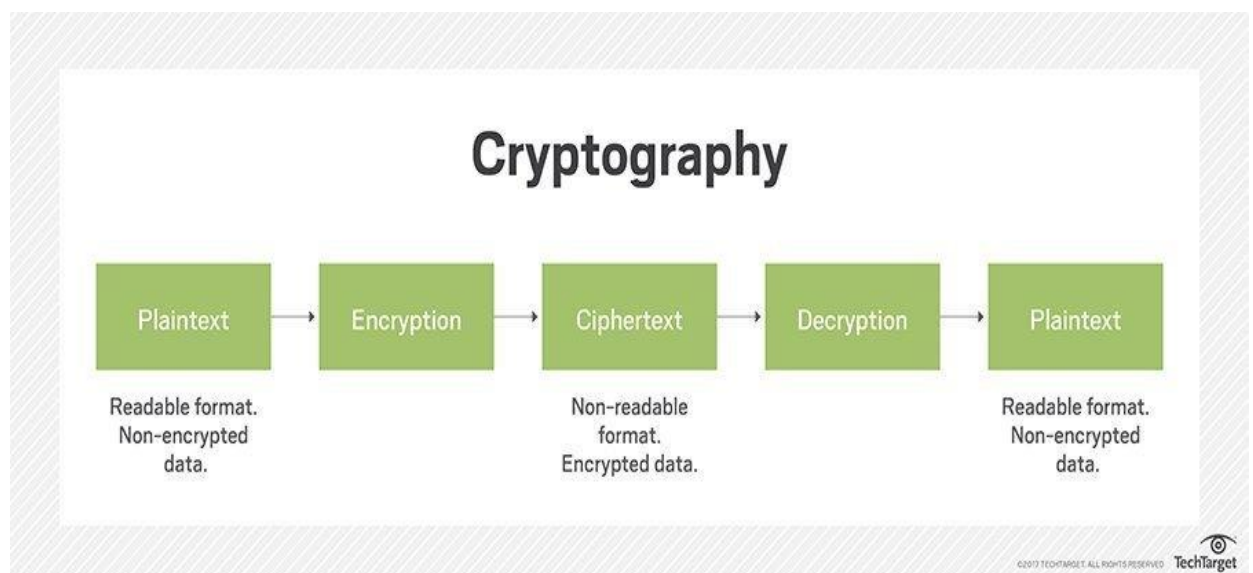 Cryptography
Plaintext
Encryption
Ciphertext
Decryption
Plaintext
Readable format.
Non-encrypted
data.
Non-readable
format.
Encrypted data.
Readable format.
Non-encrypted
data.
©2017 TECHTARGET. ALL RIGHTS RESERVED
TechTarget